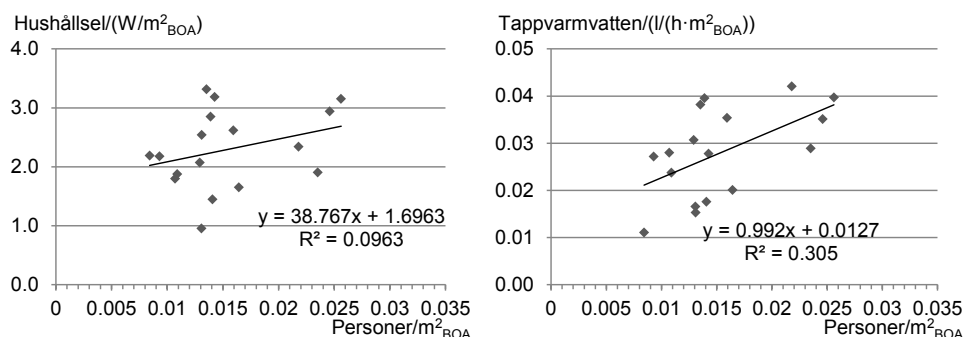 Hushållsel/(W/m²BOA)
4.0
3.0
2.0
1.0
0.0
y = 38.767x + 1.6963
R² = 0.0963
0 0.005 0.01 0.015 0.02 0.025 0.03 0.035
Personer/m²BOA
Tappvarmvatten/(l/(h·m²BOA))
0.05
0.04
0.03
0.02
0.01
0.00
y = 0.992x + 0.0127
R² = 0.305
0 0.005 0.01 0.015 0.02 0.025 0.03 0.035
Personer/m²BOA